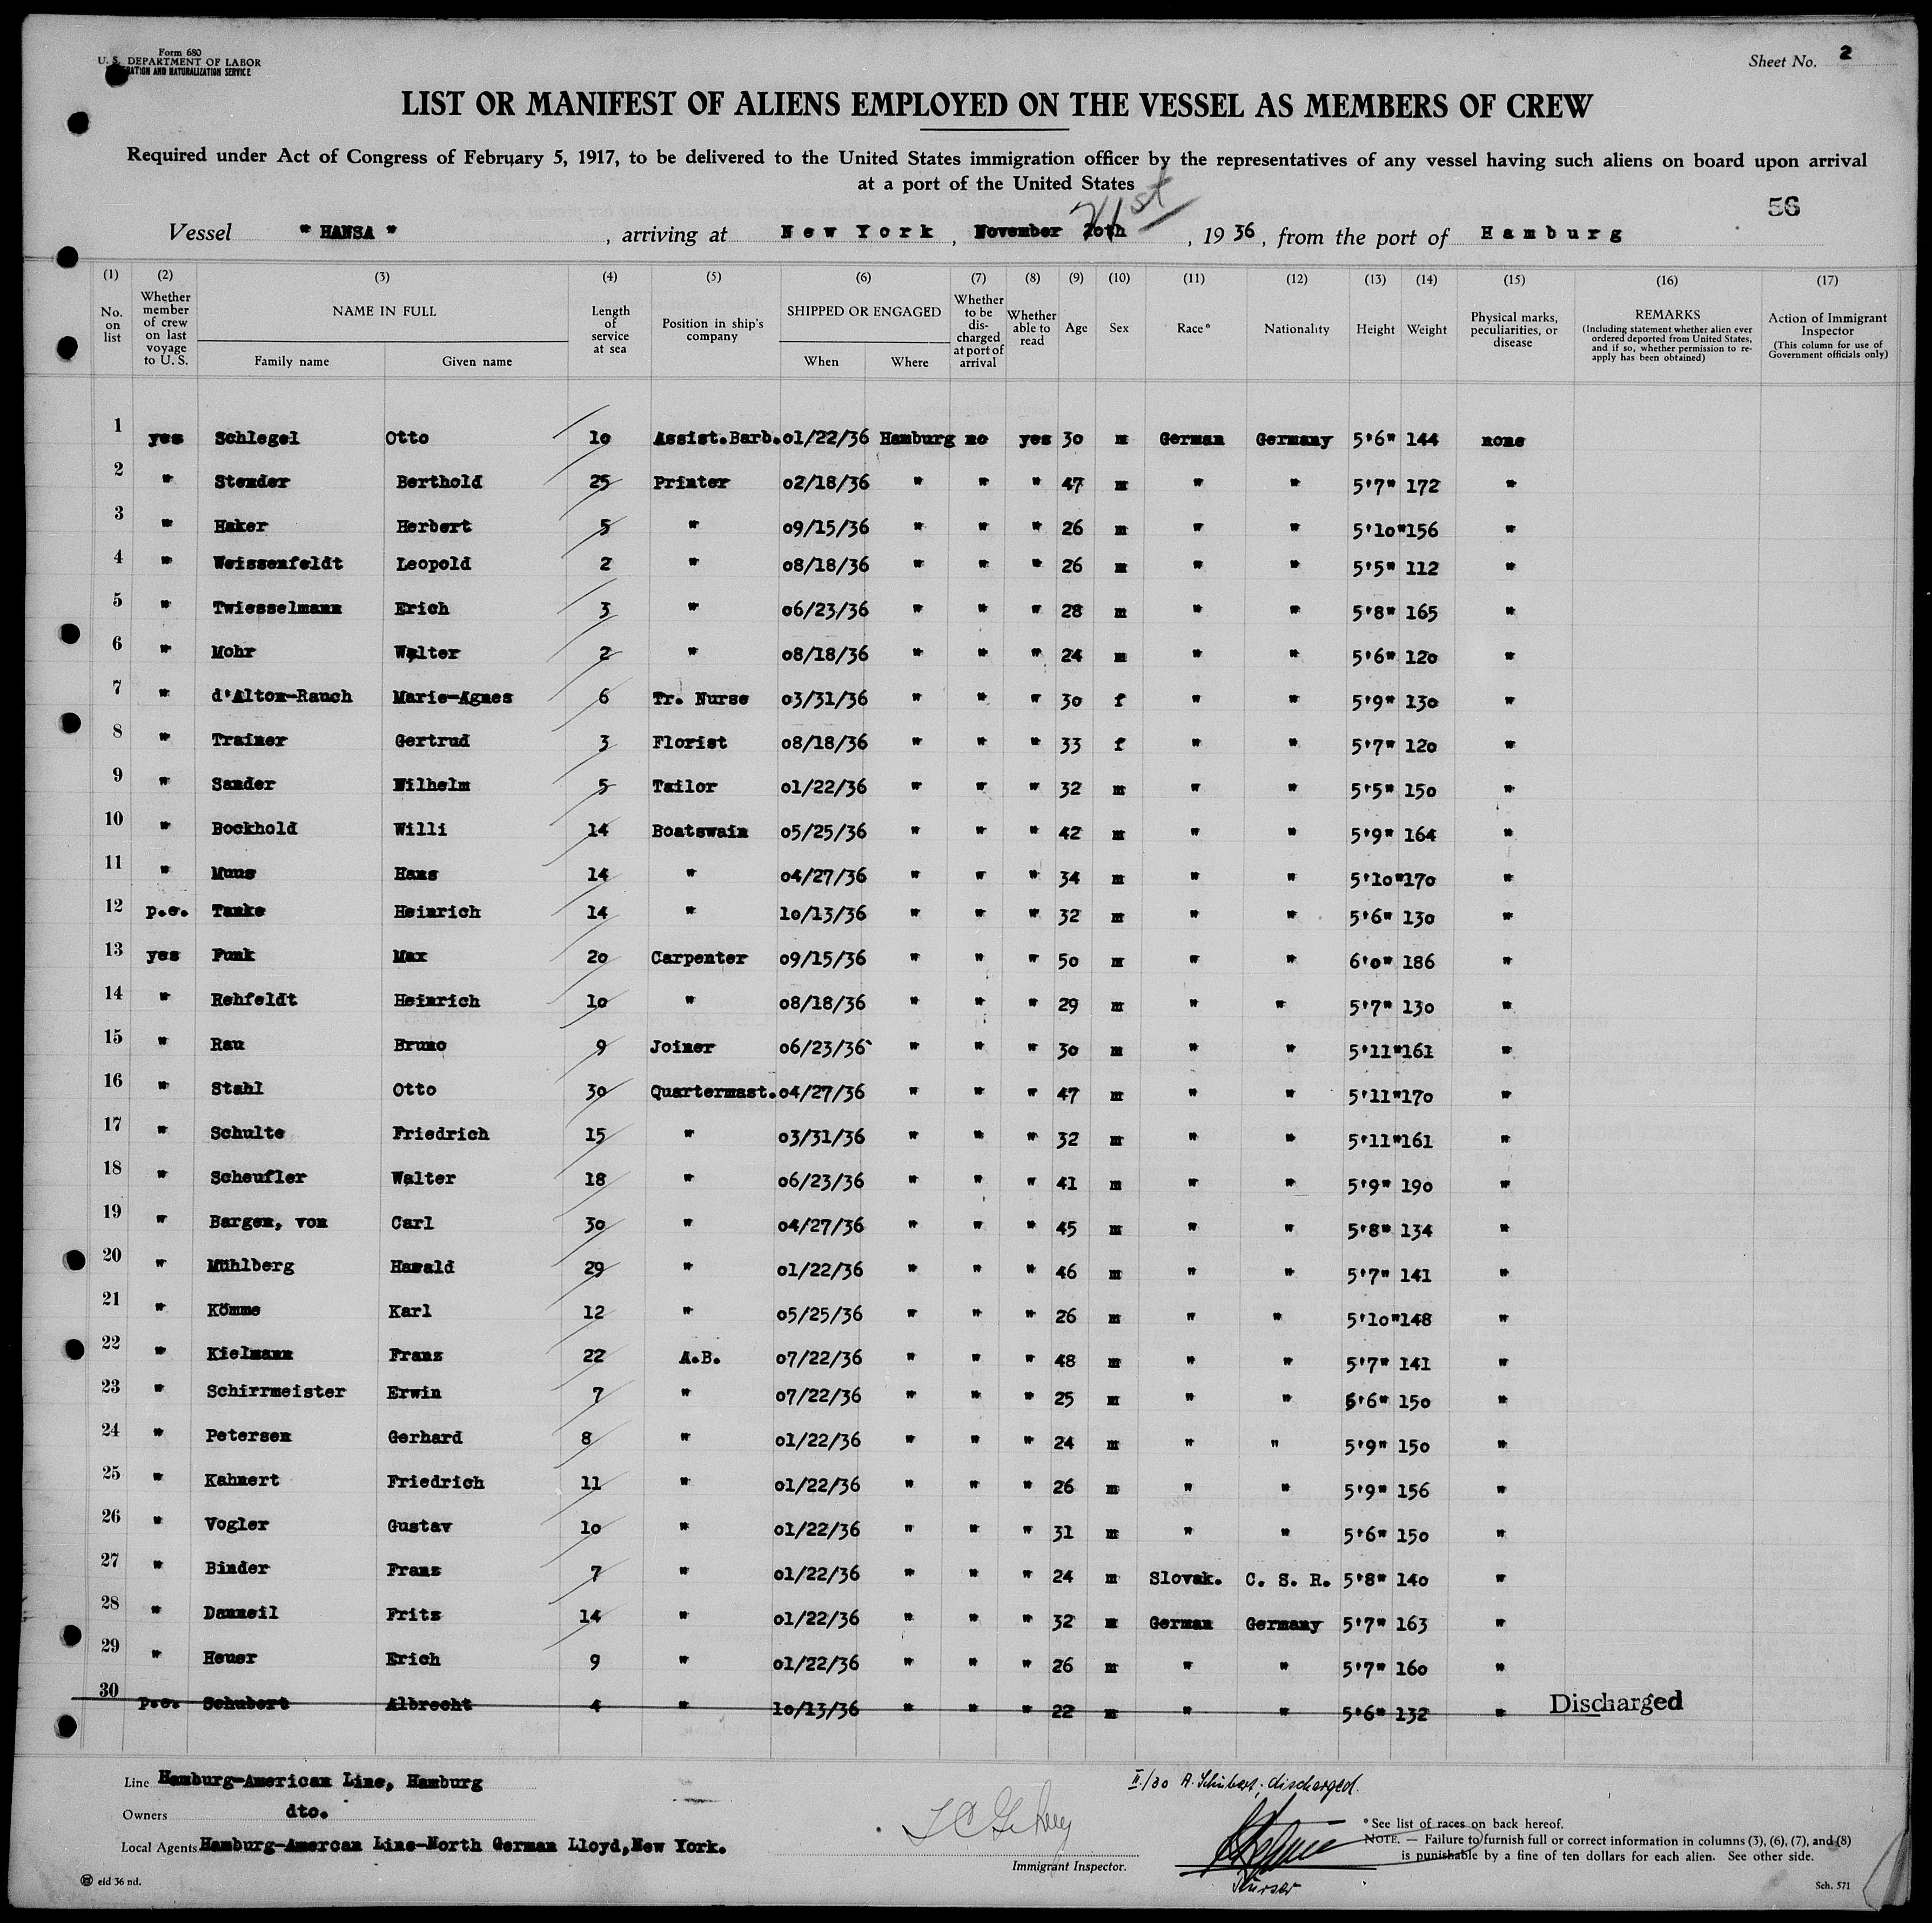 Form 680
U. S. DEPARTMENT OF LABOR
RATION AND NATURALIZATION SERVICE
Sheet No. 2
LIST OR MANIFEST OF ALIENS EMPLOYED ON THE VESSEL AS MEMBERS OF CREW
Required under Act of Congress of February 5, 1917, to be delivered to the United States immigration officer by the representatives of any vessel having such aliens on board upon arrival
at a port of the United States
56
Vessel " HANSA " , arriving at New York , November 20th 21st , 19 36 , from the port of Hamburg
(1) (2) (3) (4) (5) (6) (7) (8) (9) (10) (11) (12) (13) (14) (15) (16) (17)
No. on list
Whether member of crew on last voyage to U. S.
NAME IN FULL
Family name
Given name
Length of service at sea
Position in ship's company
SHIPPED OR ENGAGED
When
Where
Whether to be discharged at port of arrival
Whether able to read
Age
Sex
Race*
Nationality
Height
Weight
Physical marks, peculiarities, or disease
REMARKS
(Including statement whether alien ever ordered deported from United States, and if so, whether permission to reapply has been obtained)
Action of Immigrant Inspector
(This column for use of Government officials only)
1 yes Schlegel Otto 10 Assist.Barb. 01/22/36 Hamburg no yes 30 m German Germany 5'6" 144 none
2 " Stender Berthold 25 Printer 02/18/36 " " " 47 m " " 5'7" 172 "
3 " Haker Herbert 5 " 09/15/36 " " " 26 m " " 5'10" 156 "
4 " Weissenfeldt Leopold 2 " 08/18/36 " " " 26 m " " 5'5" 112 "
5 " Twiesselmann Erich 3 " 06/23/36 " " " 28 m " " 5'8" 165 "
6 " Mohr Walter 2 " 08/18/36 " " " 24 m " " 5'6" 120 "
7 " d'Alton-Rauch Marie-Agnes 6 Tr. Nurse 03/31/36 " " " 30 f " " 5'9" 130 "
8 " Trainer Gertrud 3 Florist 08/18/36 " " " 33 f " " 5'7" 120 "
9 " Sander Wilhelm 5 Tailor 01/22/36 " " " 32 m " " 5'5" 150 "
10 " Bockhold Willi 14 Boatswain 05/25/36 " " " 42 m " " 5'9" 164 "
11 " Muus Hans 14 " 04/27/36 " " " 34 m " " 5'10" 170 "
12 p.o. Tamke Heinrich 14 " 10/13/36 " " " 32 m " " 5'6" 130 "
13 yes Funk Max 20 Carpenter 09/15/36 " " " 50 m " " 6'0" 186 "
14 " Rehfeldt Heinrich 10 " 08/18/36 " " " 29 m " " 5'7" 130 "
15 " Rau Bruno 9 Joiner 06/23/36 " " " 30 m " " 5'11" 161 "
16 " Stahl Otto 30 Quartermast. 04/27/36 " " " 47 m " " 5'11" 170 "
17 " Schulte Friedrich 15 " 03/31/36 " " " 32 m " " 5'11" 161 "
18 " Scheufler Walter 18 " 06/23/36 " " " 41 m " " 5'9" 190 "
19 " Bargen, von Carl 30 " 04/27/36 " " " 45 m " " 5'8" 134 "
20 " Mühlberg 29 " 01/22/36 " " " 46 m " " 5'7" 141 "
21 " Kömme Karl 12 " 05/25/36 " " " 26 m " " 5'10" 148 "
22 " Kielmann Franz 22 A.B. 07/22/36 " " " 48 m " " 5'7" 141 "
23 " Schirrmeister Erwin 7 " 07/22/36 " " " 25 m " " 5'6" 150 "
24 " Petersen Gerhard 8 " 01/22/36 " " " 24 m " " 5'9" 150 "
25 " Kahnert Friedrich 11 " 01/22/36 " " " 26 m " " 5'9" 156 "
26 " Vogler Gustav 10 " 01/22/36 " " " 31 m " " 5'6" 150 "
27 " Binder Franz 7 " 01/22/36 " " " 24 m Slovak. C. S. R. 5'8" 140 "
28 " Danneil Fritz 14 " 01/22/36 " " " 32 m German Germany 5'7" 163 "
29 " Heuer Erich 9 " 01/22/36 " " " 26 m " " 5'7" 160 "
30 p.o. Schubert Albrecht 4 " 10/13/36 " " " 22 m " " 5'6" 132 " Discharged
Line Hamburg-American Line, Hamburg
II/30 A. Schubert; discharged.
Owners dto.
Local Agents Hamburg-Amercan Line-North German Lloyd,New York.
Immigrant Inspector.
Purser
*See list of races on back hereof.
NOTE. — Failure to furnish full or correct information in columns (3), (6), (7), and (8)
is punishable by a fine of ten dollars for each alien. See other side.
eid 36 nd.
Sch. 571